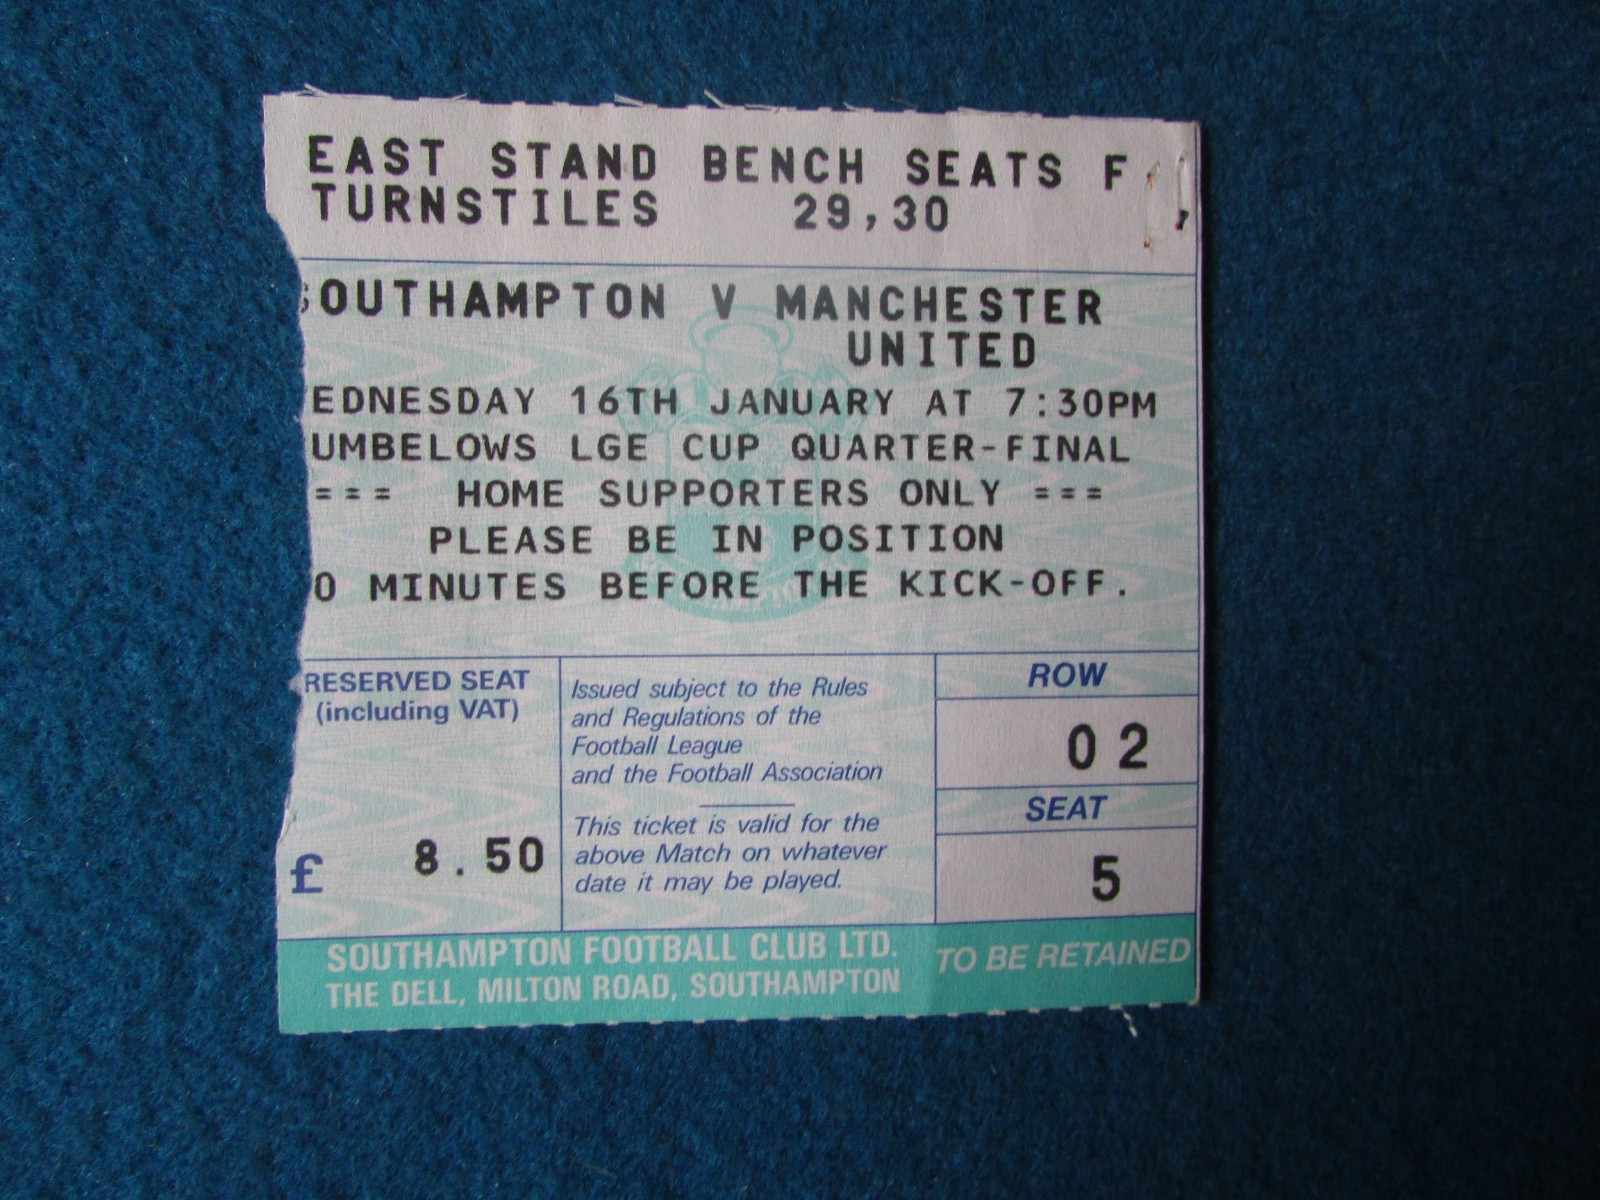 EAST STAND BENCH SEATS F
TURNSTILES 29,30
OUTHAMPTON V MANCHESTER
UNITED
EDNESDAY 16TH JANUARY AT 7:30PM
UMBELOWS LGE CUP QUARTER-FINAL
=== HOME SUPPORTERS ONLY ===
PLEASE BE IN POSITION
0 MINUTES BEFORE THE KICK-OFF.
RESERVED SEAT
(including VAT)
£ 8.50
Issued subject to the Rules
and Regulations of the
Football League
and the Football Association
This ticket is valid for the
above Match on whatever
date it may be played.
ROW
02
SEAT
5
SOUTHAMPTON FOOTBALL CLUB LTD.
THE DELL, MILTON ROAD, SOUTHAMPTON
TO BE RETAINED